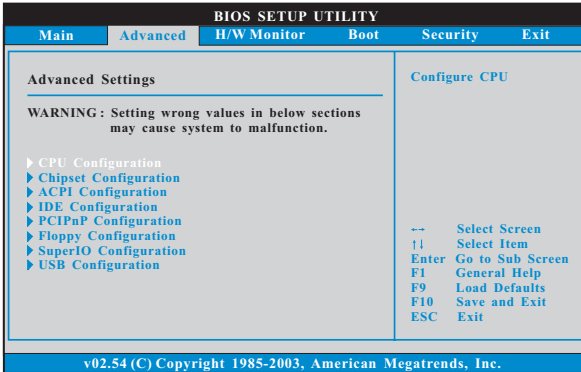 BIOS SETUP UTILITY
Main Advanced H/W Monitor Boot Security Exit
Advanced Settings
WARNING : Setting wrong values in below sections
may cause system to malfunction.
CPU Configuration
Chipset Configuration
ACPI Configuration
IDE Configuration
PCIPnP Configuration
Floppy Configuration
SuperIO Configuration
USB Configuration
Configure CPU
←→ Select Screen
↑↓ Select Item
Enter Go to Sub Screen
F1 General Help
F9 Load Defaults
F10 Save and Exit
ESC Exit
v02.54 (C) Copyright 1985-2003, American Megatrends, Inc.